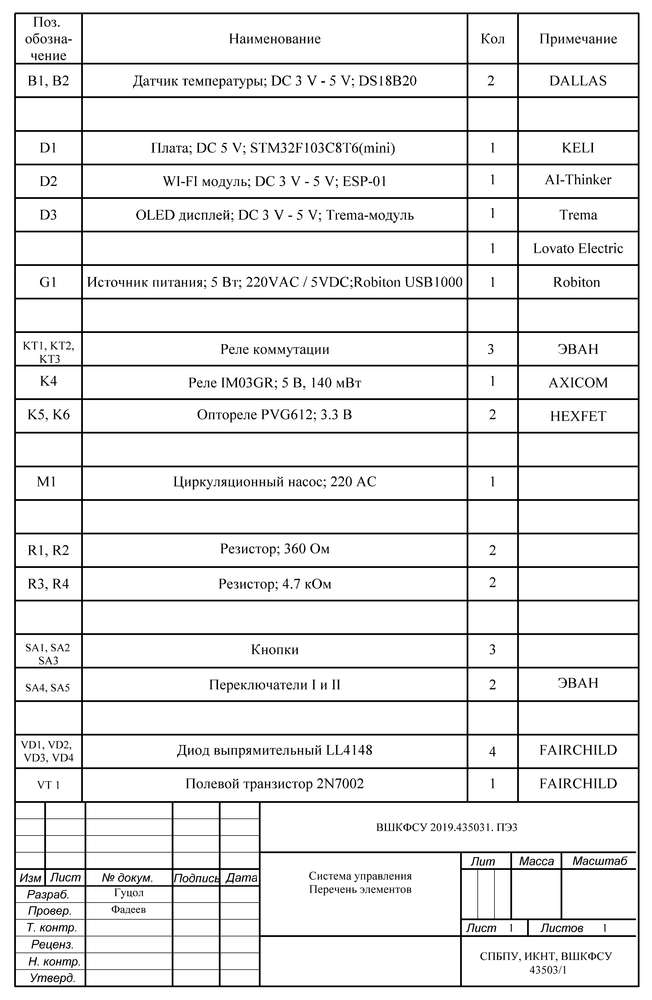 Поз.
обозна-
чение
Наименование
Кол
Примечание
B1, B2
Датчик температуры; DC 3 V - 5 V; DS18B20
2
DALLAS
D1
Плата; DC 5 V; STM32F103C8T6(mini)
1
KELI
D2
WI-FI модуль; DC 3 V - 5 V; ESP-01
1
AI-Thinker
D3
OLED дисплей; DC 3 V - 5 V; Trema-модуль
1
Trema
1
Lovato Electric
G1
Источник питания; 5 Вт; 220VAC / 5VDC;Robiton USB1000
1
Robiton
KT1, KT2,
KT3
Реле коммутации
3
ЭВАН
K4
Реле IM03GR; 5 В, 140 мВт
1
AXICOM
K5, K6
Оптореле PVG612; 3.3 В
2
HEXFET
M1
Циркуляционный насос; 220 AC
1
R1, R2
Резистор; 360 Ом
2
R3, R4
Резистор; 4.7 кОм
2
SA1, SA2
SA3
Кнопки
3
SA4, SA5
Переключатели I и II
2
ЭВАН
VD1, VD2,
VD3, VD4
Диод выпрямительный LL4148
4
FAIRCHILD
VT 1
Полевой транзистор 2N7002
1
FAIRCHILD
ВШКФСУ 2019.435031. ПЭ3
Изм
Лист
№ докум.
Подпись
Дата
Разраб.
Гуцол
Провер.
Фадеев
Т. контр.
Реценз.
Н. контр.
Утверд.
Система управления
Перечень элементов
Лит
Масса
Масштаб
Лист 1
Листов 1
СПБПУ, ИКНТ, ВШКФСУ
43503/1